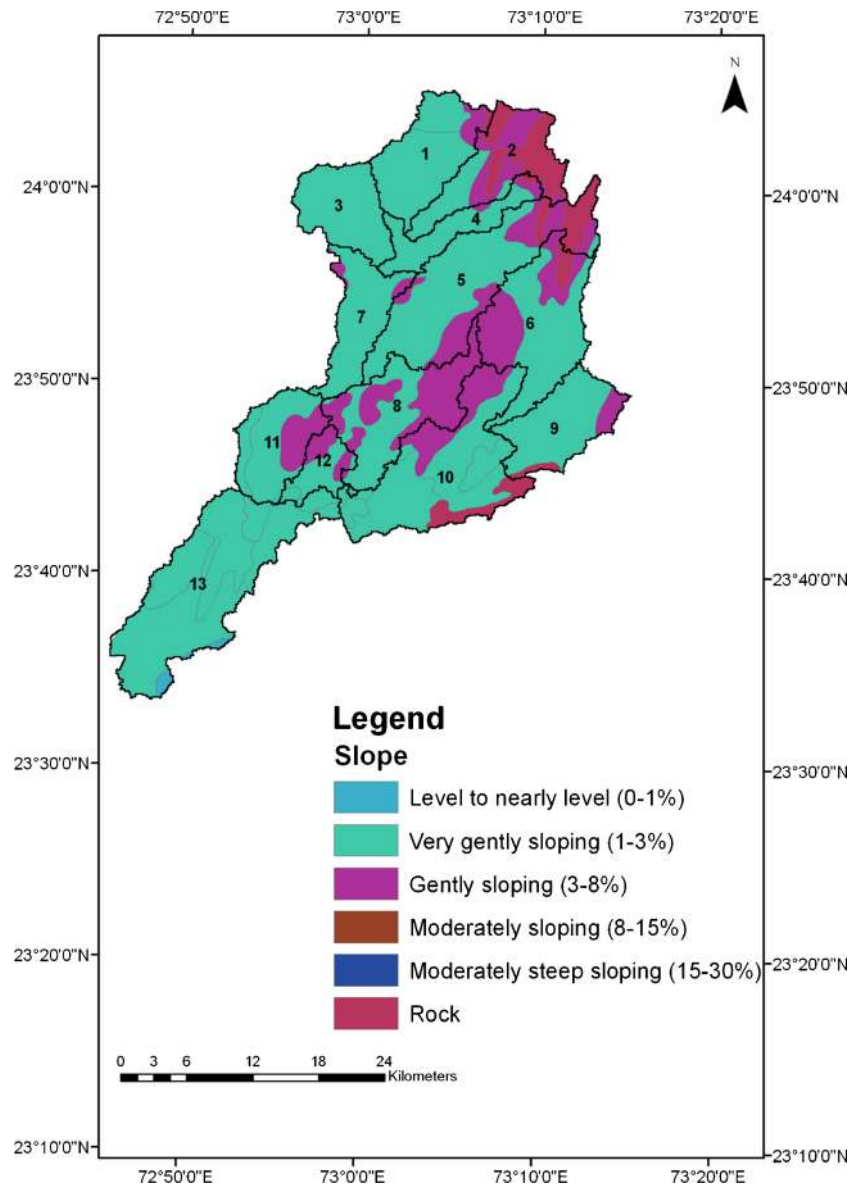 72°50'0"E 73°0'0"E 73°10'0"E 73°20'0"E
N
1
2
24°0'0"N 24°0'0"N
3
4
5
7
6
23°50'0"N 23°50'0"N
8
9
11
12
10
23°40'0"N 23°40'0"N
13
Legend
Slope
23°30'0"N 23°30'0"N
Level to nearly level (0-1%)
Very gently sloping (1-3%)
Gently sloping (3-8%)
Moderately sloping (8-15%)
23°20'0"N 23°20'0"N
Moderately steep sloping (15-30%)
Rock
0 3 6 12 18 24
Kilometers
23°10'0"N 23°10'0"N
72°50'0"E 73°0'0"E 73°10'0"E 73°20'0"E